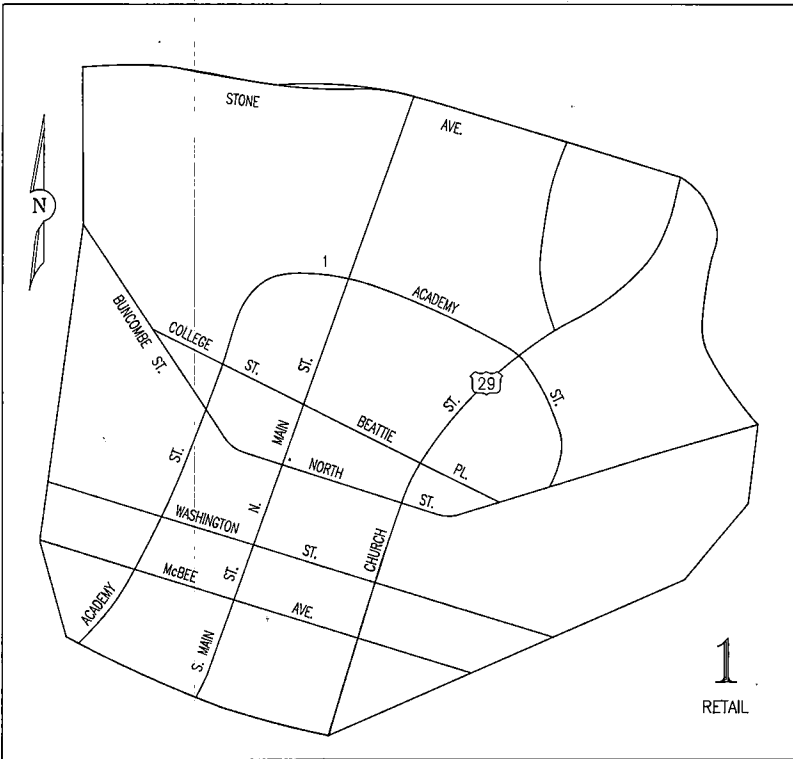 STONE
AVE.
N
1
ACADEMY
ST.
BUNCOMBE ST.
COLLEGE
ST.
BEATTIE
PL.
29
ST.
MAIN
ST.
N.
NORTH
ST.
ST.
WASHINGTON
ST.
CHURCH
ST.
McBEE
AVE.
ACADEMY
S. MAIN
1
RETAIL